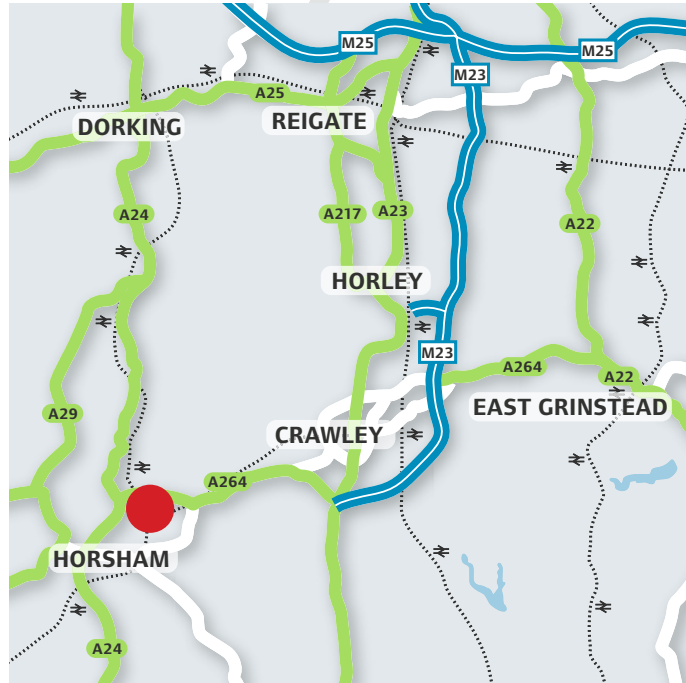 M25
M25
M23
A25
REIGATE
DORKING
A24
A217
A23
A22
HORLEY
M23
A264
A22
EAST GRINSTEAD
A29
CRAWLEY
A264
HORSHAM
A24